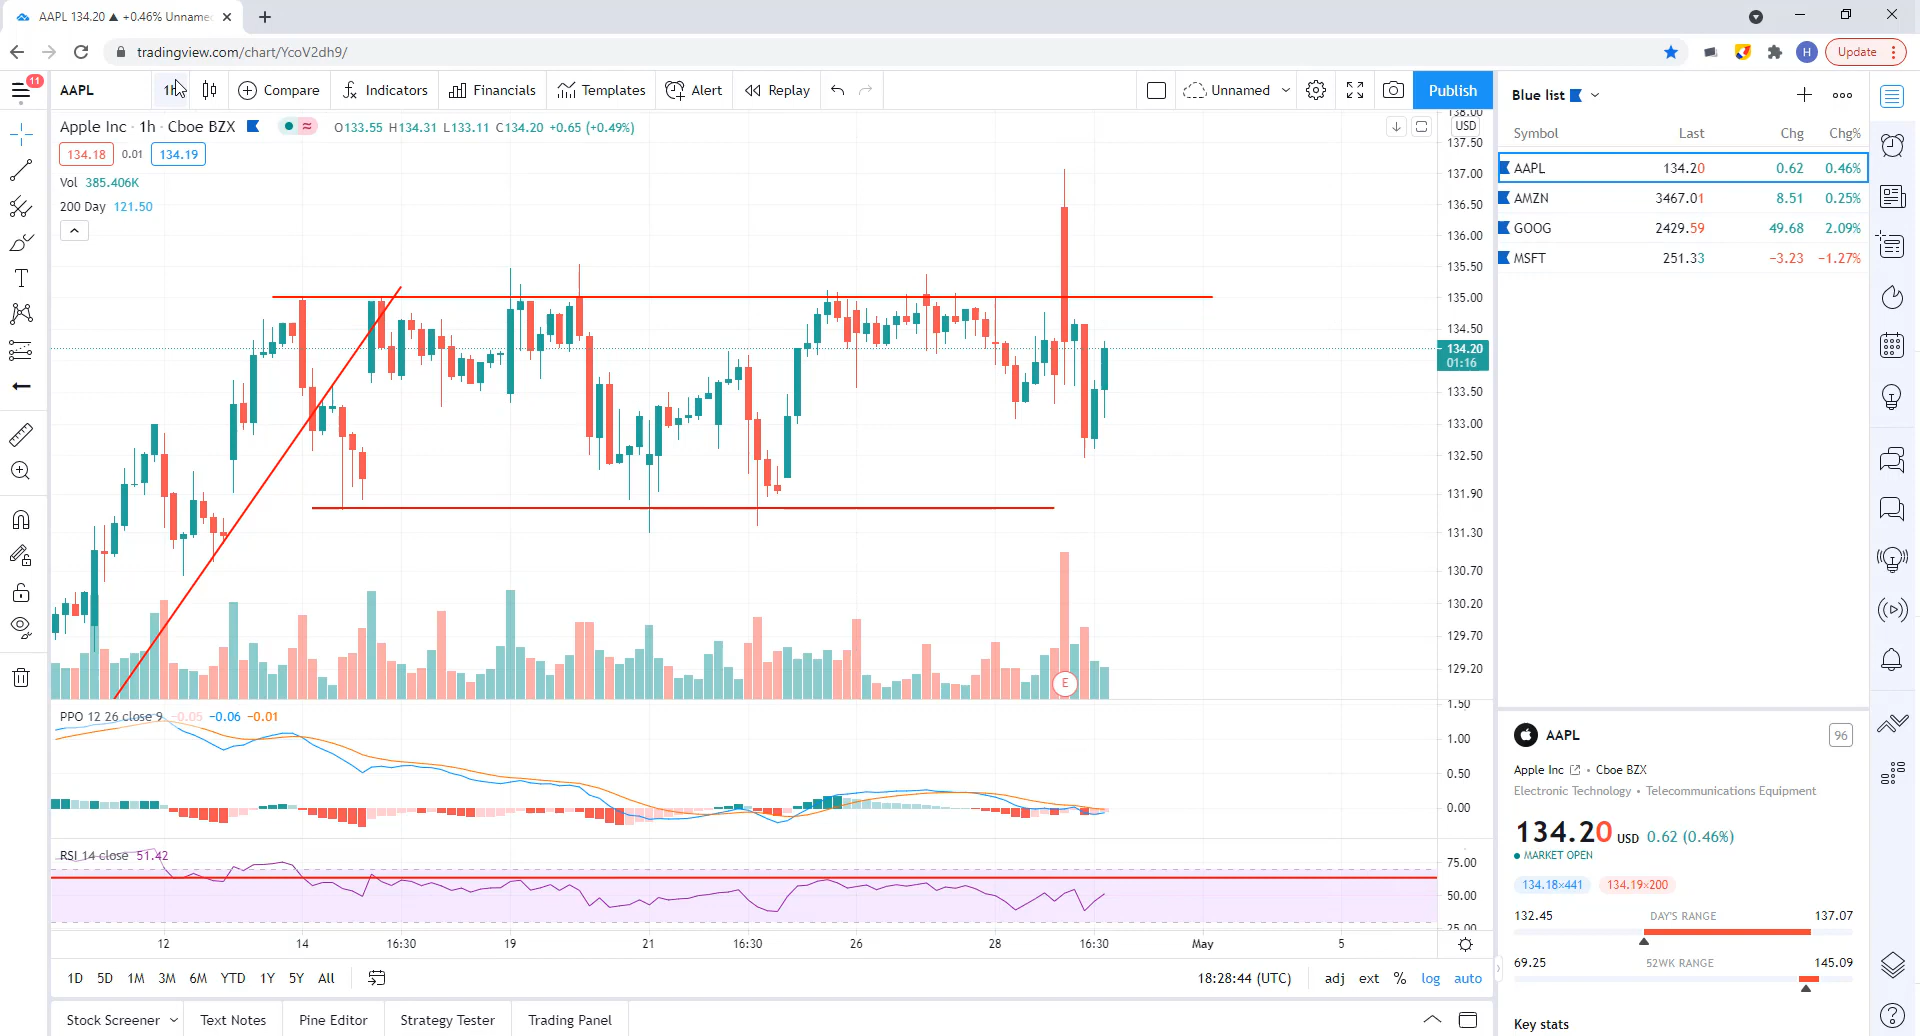 AAPL 134.20 ▲ +0.46% Unnamed
tradingview.com/chart/YcoV2dh9/
H
Update
11
AAPL
1h
Compare
Indicators
Financials
Templates
Alert
Replay
Unnamed
Publish
Apple Inc · 1h · Cboe BZX
O133.55 H134.31 L133.11 C134.20 +0.65 (+0.49%)
134.18 0.01 134.19
Vol 385.406K
200 Day 121.50
USD
138.00
137.50
137.00
136.50
136.00
135.50
135.00
134.50
134.20
01:16
133.50
133.00
132.50
131.90
131.30
130.70
130.20
129.70
129.20
E
PPO 12 26 close 9 −0.05 −0.06 −0.01
1.50
1.00
0.50
0.00
RSI 14 close 51.42
75.00
50.00
25.00
12 14 16:30 19 21 16:30 26 28 16:30 May 5
1D 5D 1M 3M 6M YTD 1Y 5Y All
18:28:44 (UTC) adj ext % log auto
Stock Screener Text Notes Pine Editor Strategy Tester Trading Panel
Blue list
Symbol Last Chg Chg%
AAPL 134.20 0.62 0.46%
AMZN 3467.01 8.51 0.25%
GOOG 2429.59 49.68 2.09%
MSFT 251.33 −3.23 −1.27%
AAPL
96
Apple Inc • Cboe BZX
Electronic Technology • Telecommunications Equipment
134.20 USD 0.62 (0.46%)
MARKET OPEN
134.18×441 134.19×200
132.45 DAY'S RANGE 137.07
69.25 52WK RANGE 145.09
Key stats